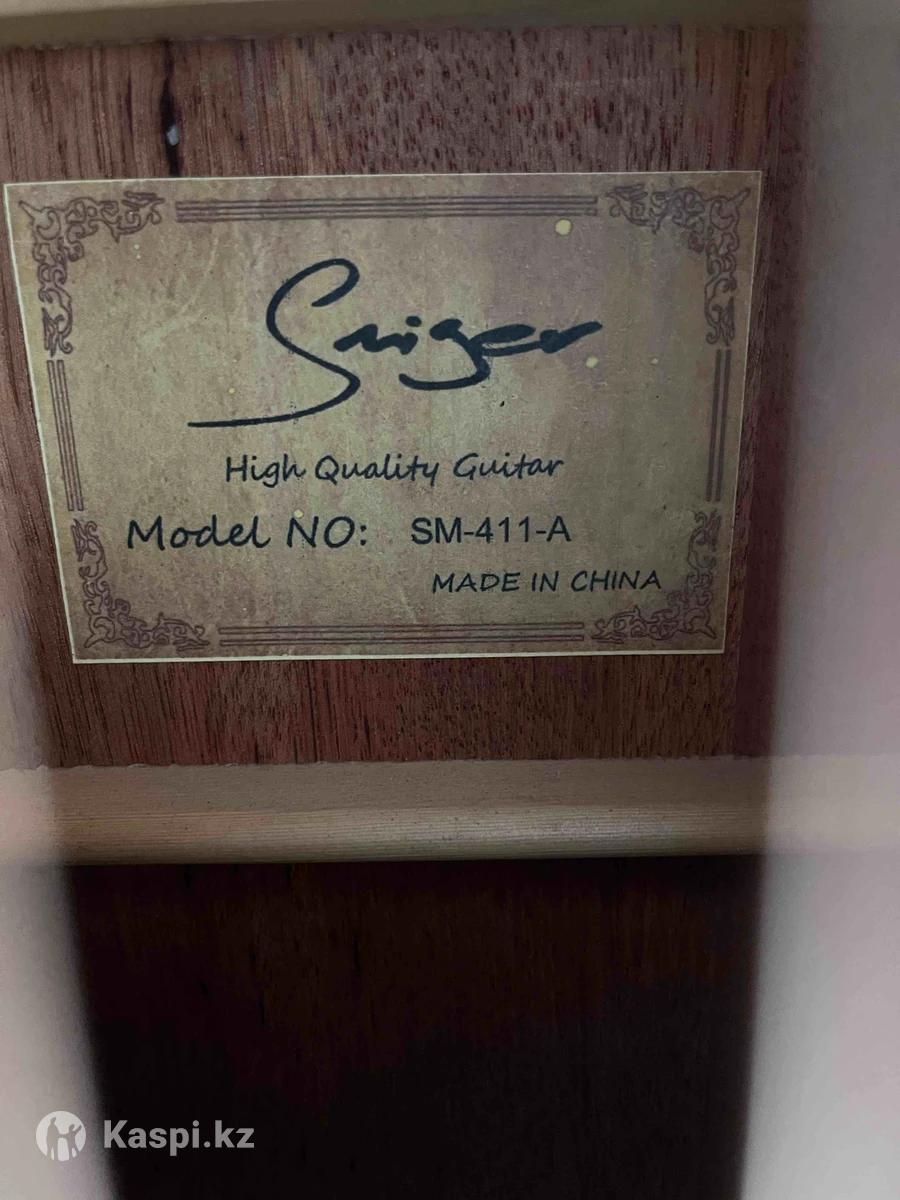 Smiger
High Quality Guitar
Model NO: SM-411-A
MADE IN CHINA
Kaspi.kz